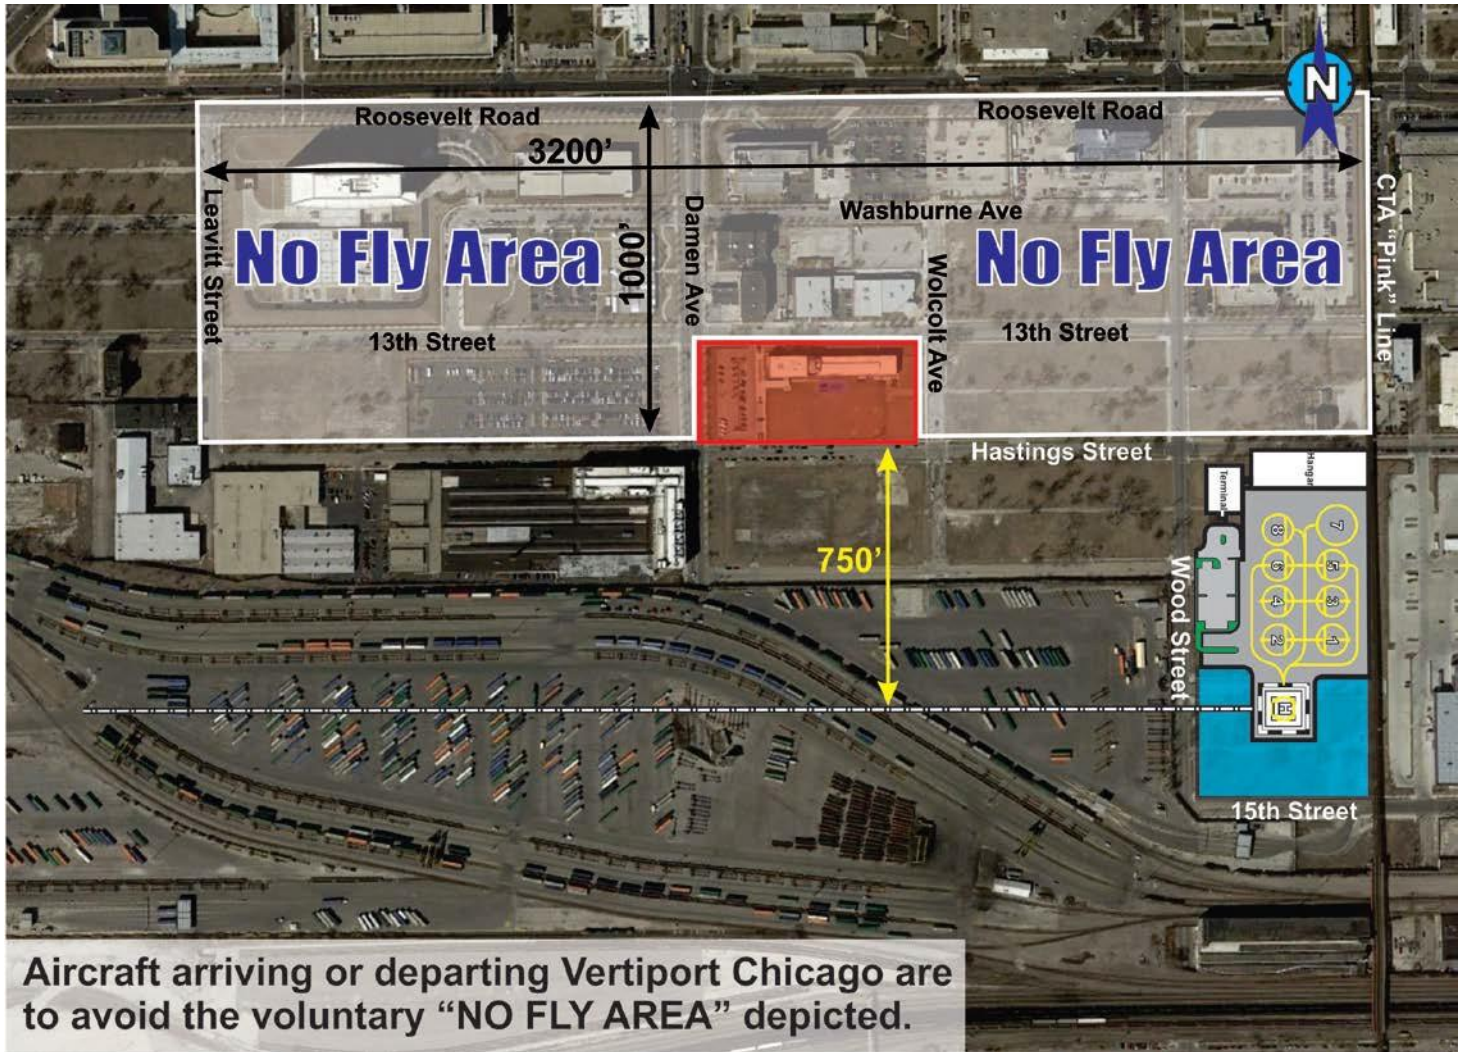 N
Roosevelt Road
Roosevelt Road
3200’
Leavitt Street
1000’
Damen Ave
Washburne Ave
CTA “Pink” Line
No Fly Area
No Fly Area
Wolcolt Ave
13th Street
13th Street
Hastings Street
Hangar
Terminal
750’
8
7
6
5
4
3
2
1
Wood Street
H
15th Street
Aircraft arriving or departing Vertiport Chicago are
to avoid the voluntary “NO FLY AREA” depicted.